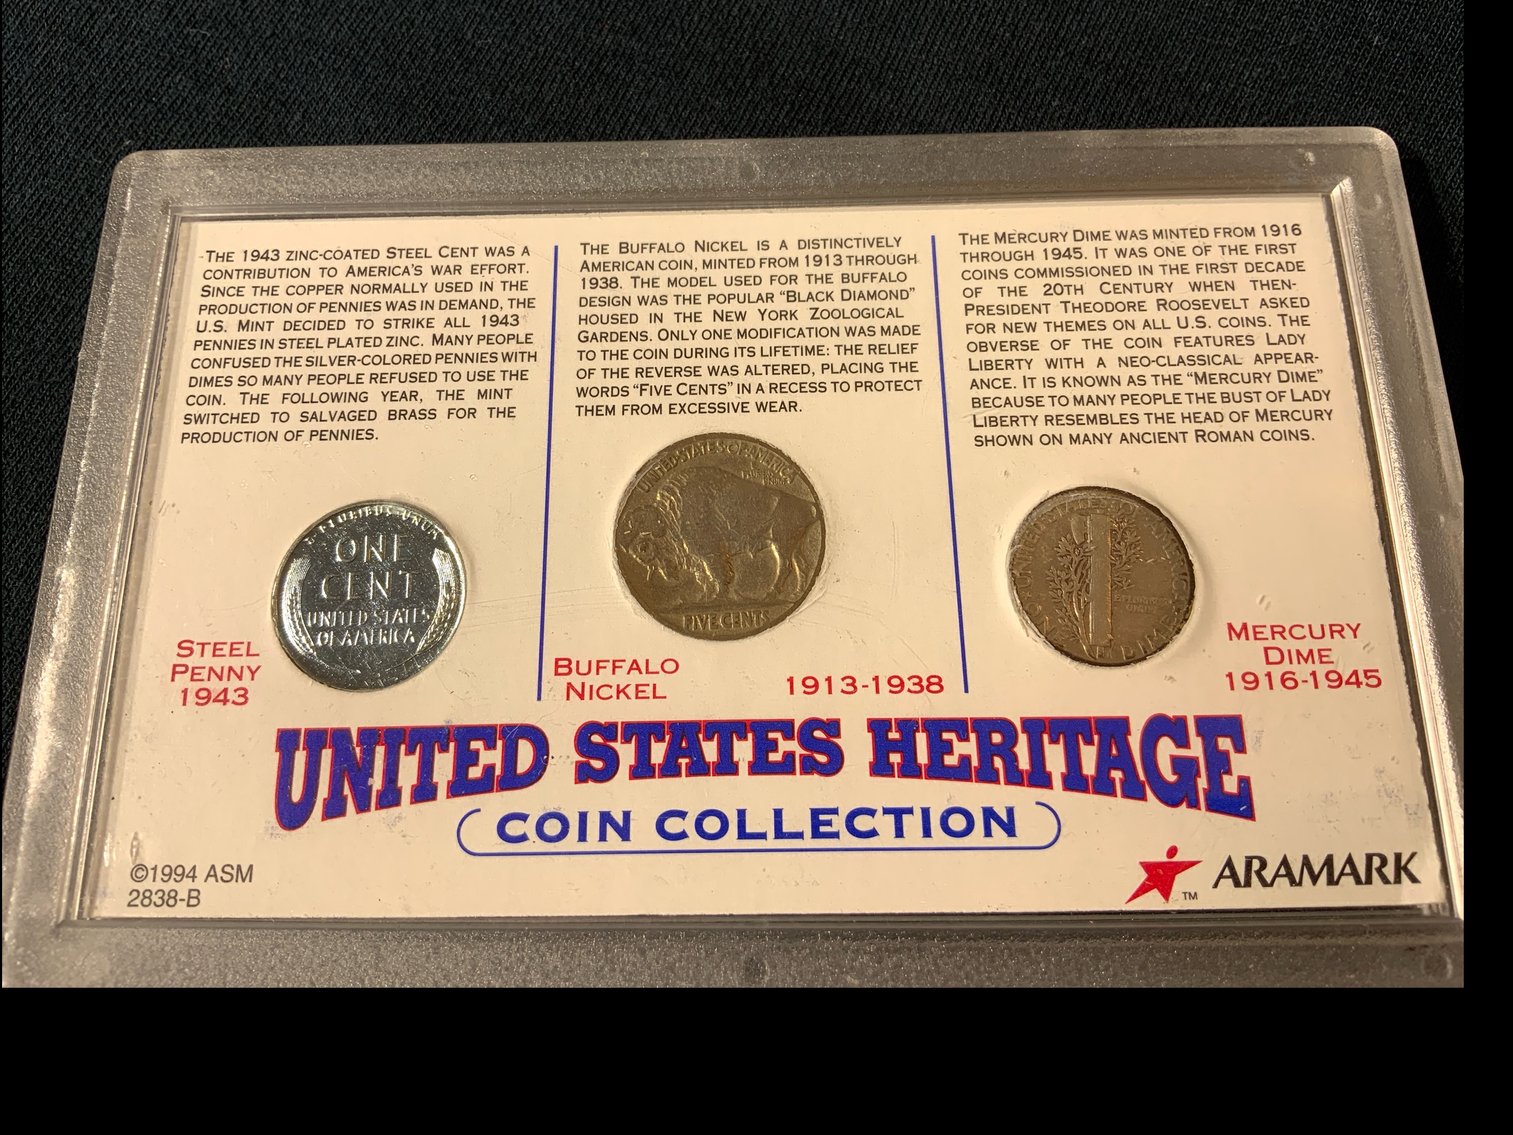 THE 1943 ZINC-COATED STEEL CENT WAS A
CONTRIBUTION TO AMERICA'S WAR EFFORT.
SINCE THE COPPER NORMALLY USED IN THE
PRODUCTION OF PENNIES WAS IN DEMAND, THE
U.S. MINT DECIDED TO STRIKE ALL 1943
PENNIES IN STEEL PLATED ZINC. MANY PEOPLE
CONFUSED THE SILVER-COLORED PENNIES WITH
DIMES SO MANY PEOPLE REFUSED TO USE THE
COIN. THE FOLLOWING YEAR, THE MINT
SWITCHED TO SALVAGED BRASS FOR THE
PRODUCTION OF PENNIES.
THE BUFFALO NICKEL IS A DISTINCTIVELY
AMERICAN COIN, MINTED FROM 1913 THROUGH
1938. THE MODEL USED FOR THE BUFFALO
DESIGN WAS THE POPULAR "BLACK DIAMOND"
HOUSED IN THE NEW YORK ZOOLOGICAL
GARDENS. ONLY ONE MODIFICATION WAS MADE
TO THE COIN DURING ITS LIFETIME: THE RELIEF
OF THE REVERSE WAS ALTERED, PLACING THE
WORDS "FIVE CENTS" IN A RECESS TO PROTECT
THEM FROM EXCESSIVE WEAR.
THE MERCURY DIME WAS MINTED FROM 1916
THROUGH 1945. IT WAS ONE OF THE FIRST
COINS COMMISSIONED IN THE FIRST DECADE
OF THE 20TH CENTURY WHEN THEN-
PRESIDENT THEODORE ROOSEVELT ASKED
FOR NEW THEMES ON ALL U.S. COINS. THE
OBVERSE OF THE COIN FEATURES LADY
LIBERTY WITH A NEO-CLASSICAL APPEAR-
ANCE. IT IS KNOWN AS THE "MERCURY DIME"
BECAUSE TO MANY PEOPLE THE BUST OF LADY
LIBERTY RESEMBLES THE HEAD OF MERCURY
SHOWN ON MANY ANCIENT ROMAN COINS.
E PLURIBUS UNUM
ONE
CENT
UNITED STATES
OF AMERICA
UNITED STATES OF AMERICA
FIVE CENTS
UNITED STATES OF AMERICA
ONE DIME
STEEL
PENNY
1943
BUFFALO
NICKEL
1913-1938
MERCURY
DIME
1916-1945
UNITED STATES HERITAGE
COIN COLLECTION
©1994 ASM
2838-B
ARAMARK
TM